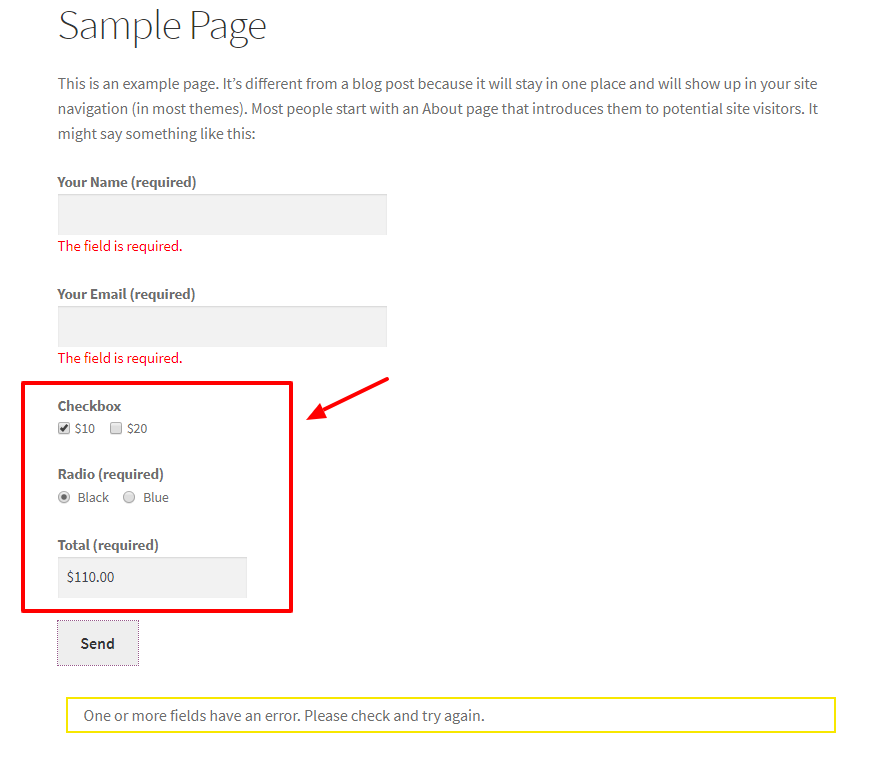 Sample Page
This is an example page. It’s different from a blog post because it will stay in one place and will show up in your site
navigation (in most themes). Most people start with an About page that introduces them to potential site visitors. It
might say something like this:
Your Name (required)
The field is required.
Your Email (required)
The field is required.
Checkbox
$10 $20
Radio (required)
Black Blue
Total (required)
$110.00
Send
One or more fields have an error. Please check and try again.